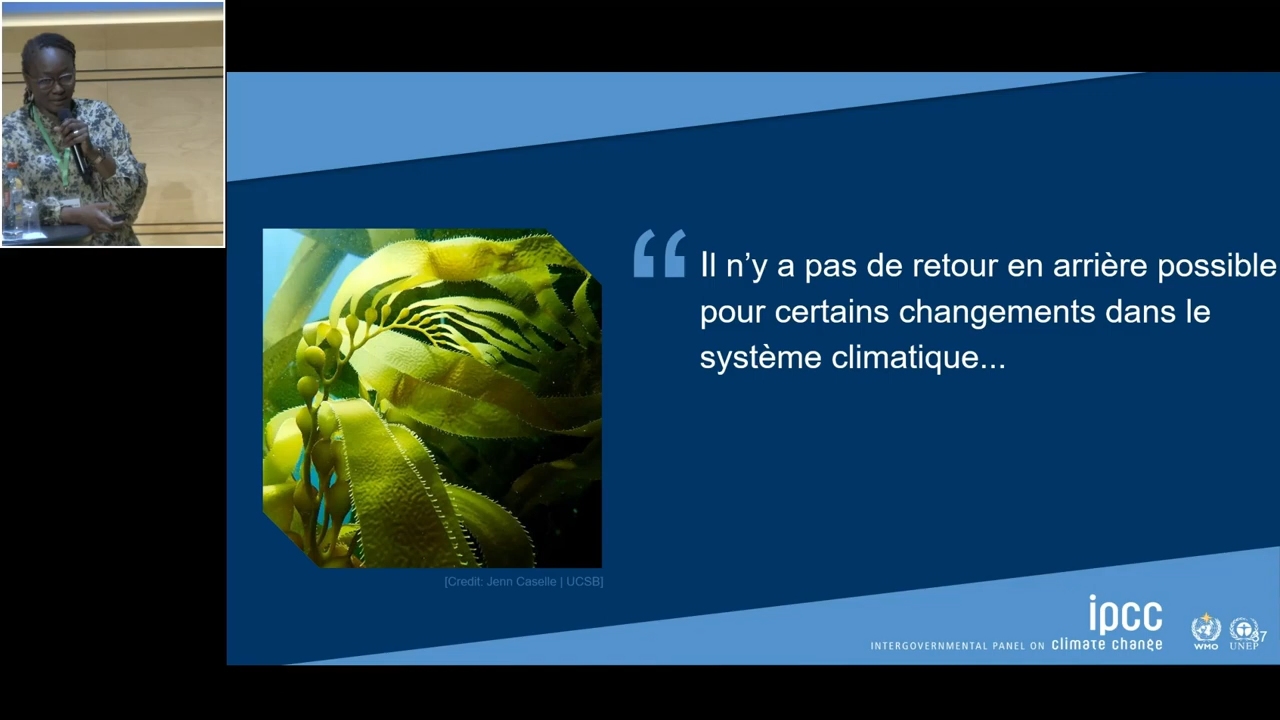 “
Il n’y a pas de retour en arrière possible
pour certains changements dans le
système climatique...
[Credit: Jenn Caselle | UCSB]
ipcc
INTERGOVERNMENTAL PANEL ON climate change
WMO
UNEP
37